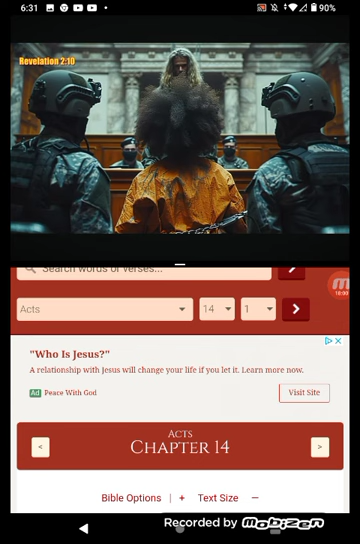 6:31
90%
Revelation 2:10
Search words or verses...
M
18:00
Acts
14
1
"Who Is Jesus?"
A relationship with Jesus will change your life if you let it. Learn more now.
Ad Peace With God
Visit Site
<
ACTS
CHAPTER 14
>
Bible Options | + Text Size −
Recorded by Mobizen